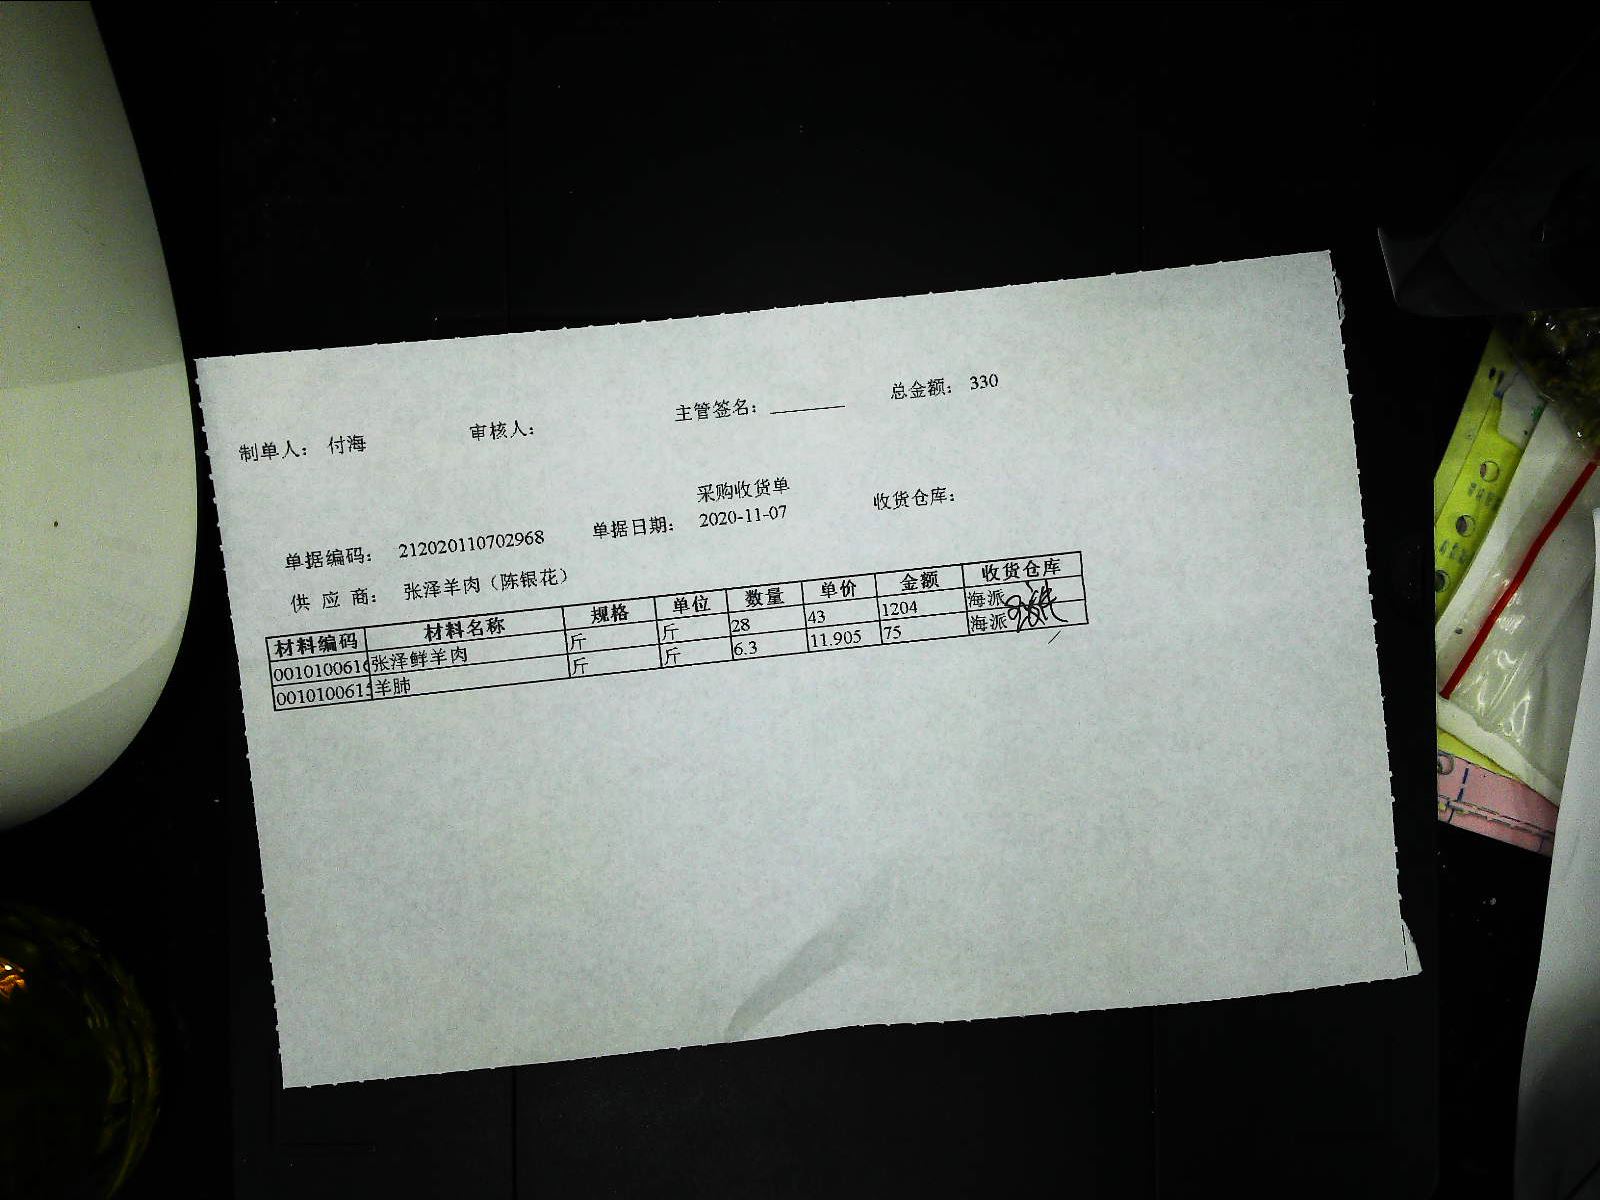 制单人： 付海 审核人： 主管签名：________ 总金额： 330
采购收货单
单据编码： 212020110702968 单据日期： 2020-11-07 收货仓库：
供 应 商： 张泽羊肉（陈银花）
材料编码 材料名称 规格 单位 数量 单价 金额 收货仓库
001010061 张泽鲜羊肉 斤 斤 28 43 1204 海派
001010061 羊肺 斤 斤 6.3 11.905 75 海派